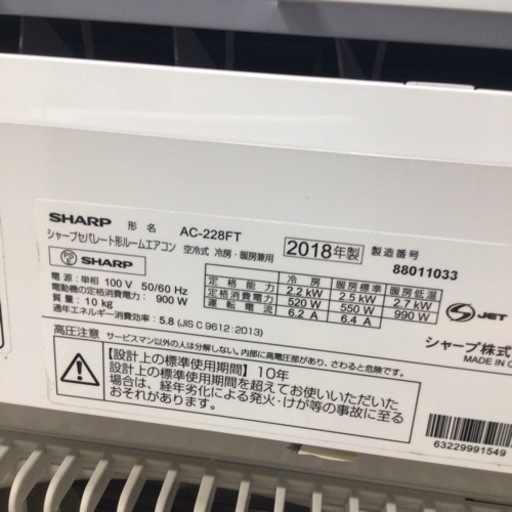 SHARP 形名 AC-228FT
シャープセパレート形ルームエアコン 空冷式 冷房・暖房兼用 2018年製 製造番号
88011033
PS E SHARP
電源:単相 100V 50/60 Hz
電動機の定格消費電力: 900 W
質量:10 kg
通年エネルギー消費効率:5.8 (JIS C 9612:2013)
冷房 暖房標準 暖房低温
定格能力 2.2 kW 2.5 kW 2.7 kW
定格消費電力 520 W 550 W 990 W
運転電流 6.2 A 6.4 A
JET
シャープ株式
MADE IN C
高圧注意 サービスマン以外の人は分解しない。内部に高電圧部があり、さわると危険です。
【設計上の標準使用期間】10年
設計上の標準使用期間を超えてお使いいただいた
場合は、経年劣化による発火・けが等の事故に至る
おそれがあります。
63229991549